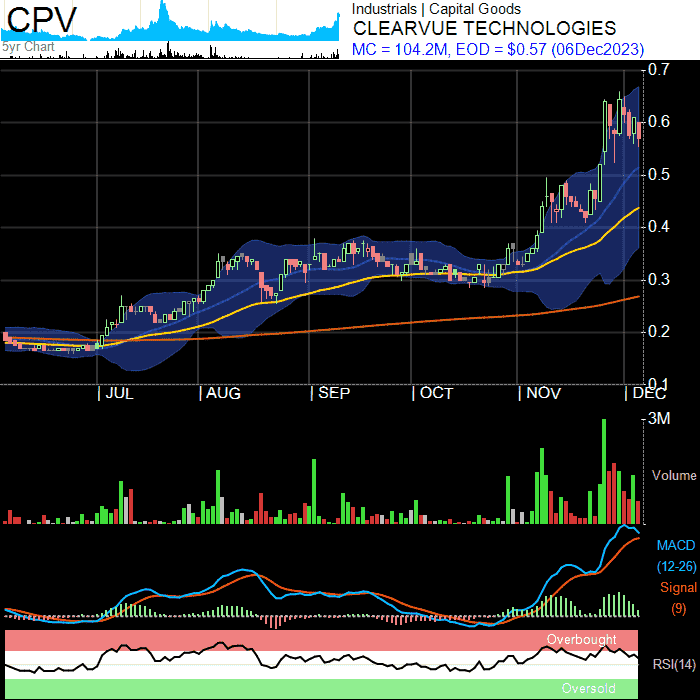 CPV
5yr Chart
Industrials | Capital Goods
CLEARVUE TECHNOLOGIES
MC = 104.2M, EOD = $0.57 (06Dec2023)
0.7
0.6
0.5
0.4
0.3
0.2
0.1
|JUL |AUG |SEP |OCT |NOV |DEC
3M
Volume
MACD
(12-26)
Signal
(9)
Overbought
RSI(14)
Oversold